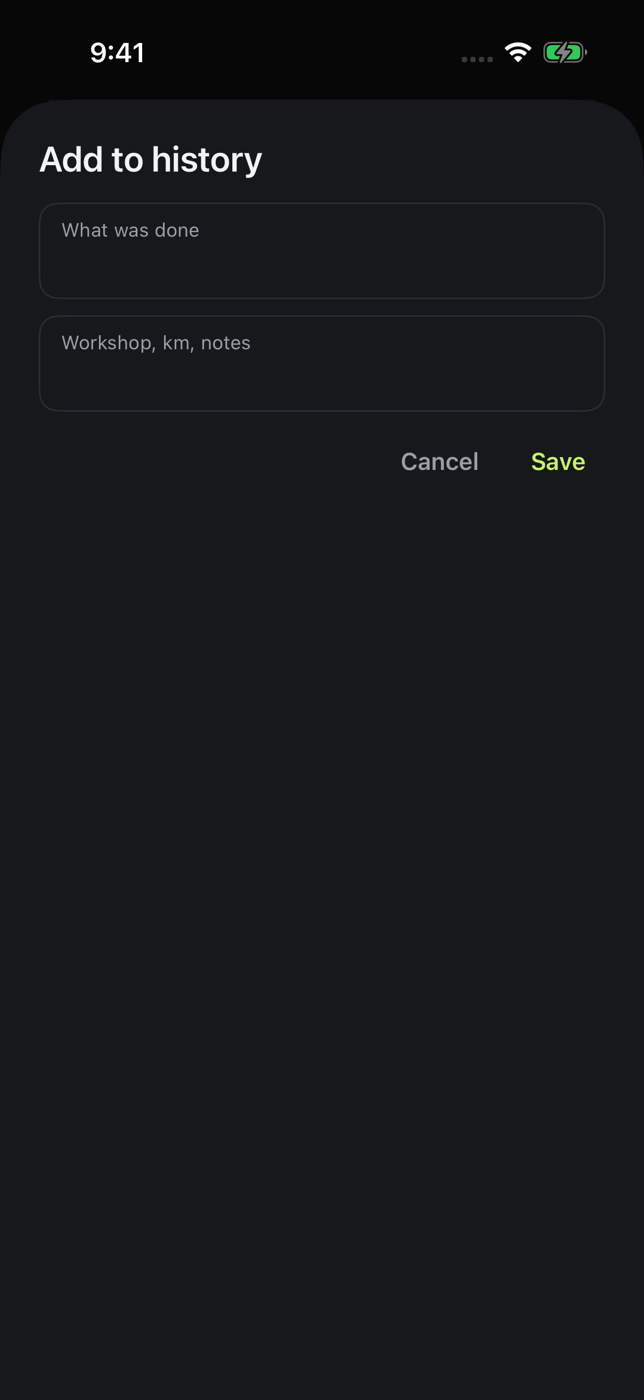 9:41
Add to history
What was done
Workshop, km, notes
Cancel Save